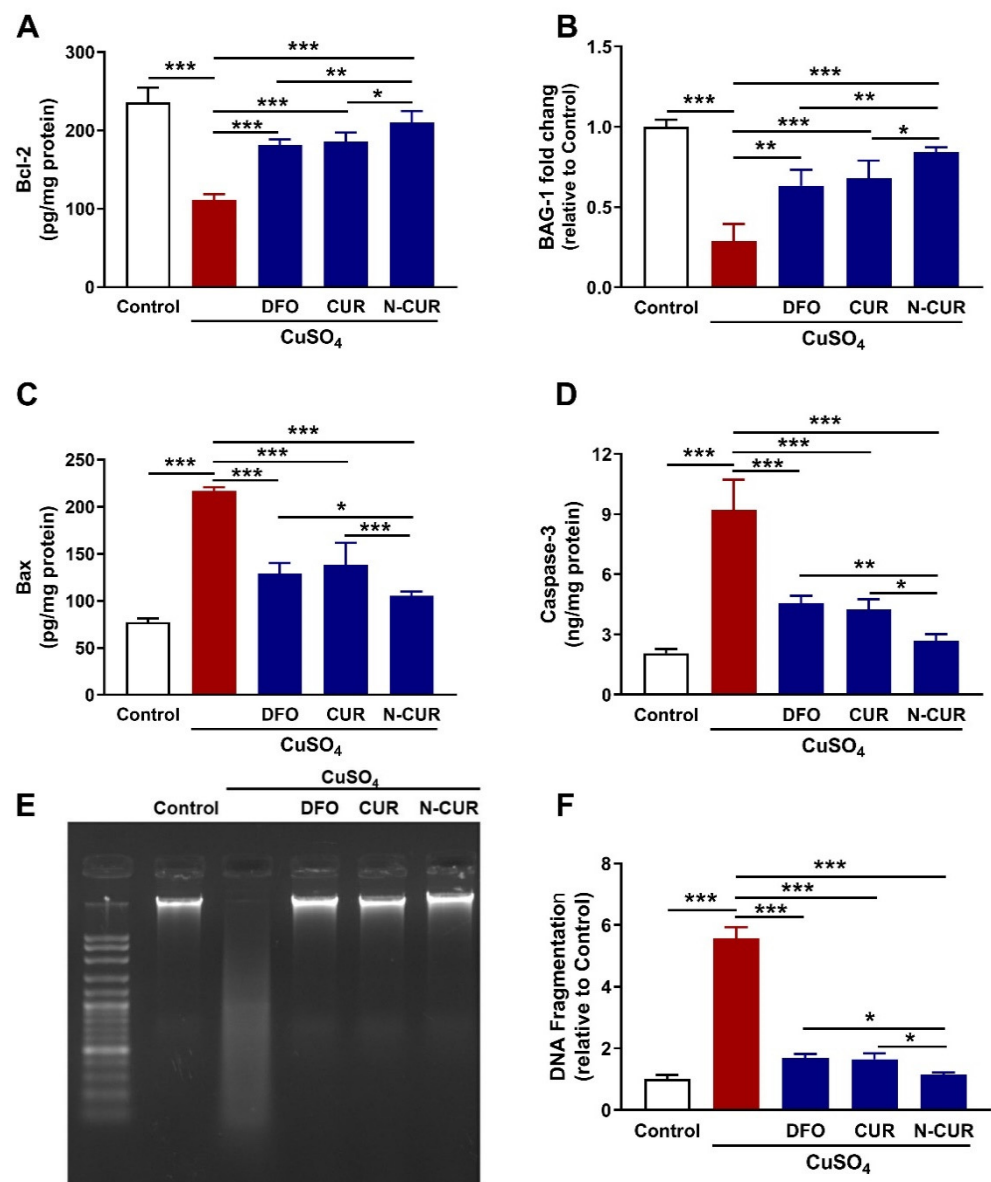 A
Bcl-2
(pg/mg protein)
300
200
100
0
***
***
**
***
*
***
Control
DFO
CUR
N-CUR
CuSO₄
B
BAG-1 fold chang
(relative to Control)
1.5
1.0
0.5
0.0
***
***
**
***
*
**
Control
DFO
CUR
N-CUR
CuSO₄
C
Bax
(pg/mg protein)
250
200
150
100
50
0
***
***
***
***
*
***
Control
DFO
CUR
N-CUR
CuSO₄
D
Caspase-3
(ng/mg protein)
12
9
6
3
0
***
***
***
***
**
*
Control
DFO
CUR
N-CUR
CuSO₄
E
CuSO₄
Control
DFO
CUR
N-CUR
F
DNA Fragmentation
(relative to Control)
8
6
4
2
0
***
***
***
***
*
*
Control
DFO
CUR
N-CUR
CuSO₄